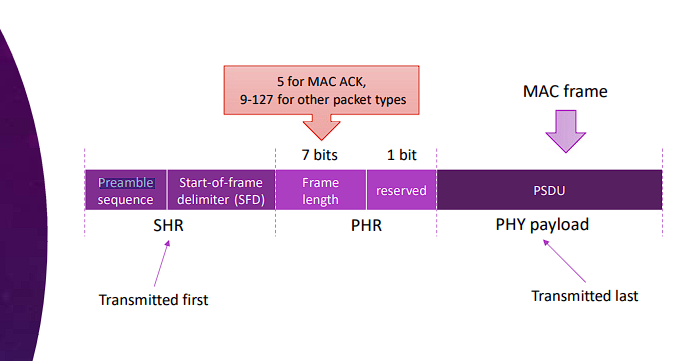 5 for MAC ACK,
9-127 for other packet types
MAC frame
7 bits
1 bit
Preamble
sequence
Start-of-frame
delimiter (SFD)
Frame
length
reserved
PSDU
SHR
PHR
PHY payload
Transmitted first
Transmitted last